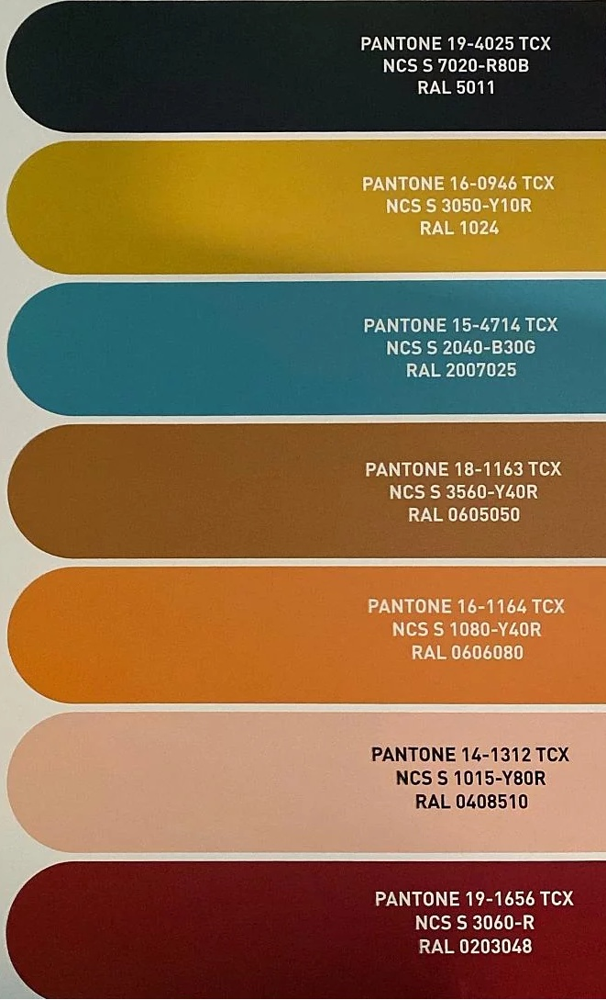 PANTONE 19-4025 TCX
NCS S 7020-R80B
RAL 5011
PANTONE 16-0946 TCX
NCS S 3050-Y10R
RAL 1024
PANTONE 15-4714 TCX
NCS S 2040-B30G
RAL 2007025
PANTONE 18-1163 TCX
NCS S 3560-Y40R
RAL 0605050
PANTONE 16-1164 TCX
NCS S 1080-Y40R
RAL 0606080
PANTONE 14-1312 TCX
NCS S 1015-Y80R
RAL 0408510
PANTONE 19-1656 TCX
NCS S 3060-R
RAL 0203048